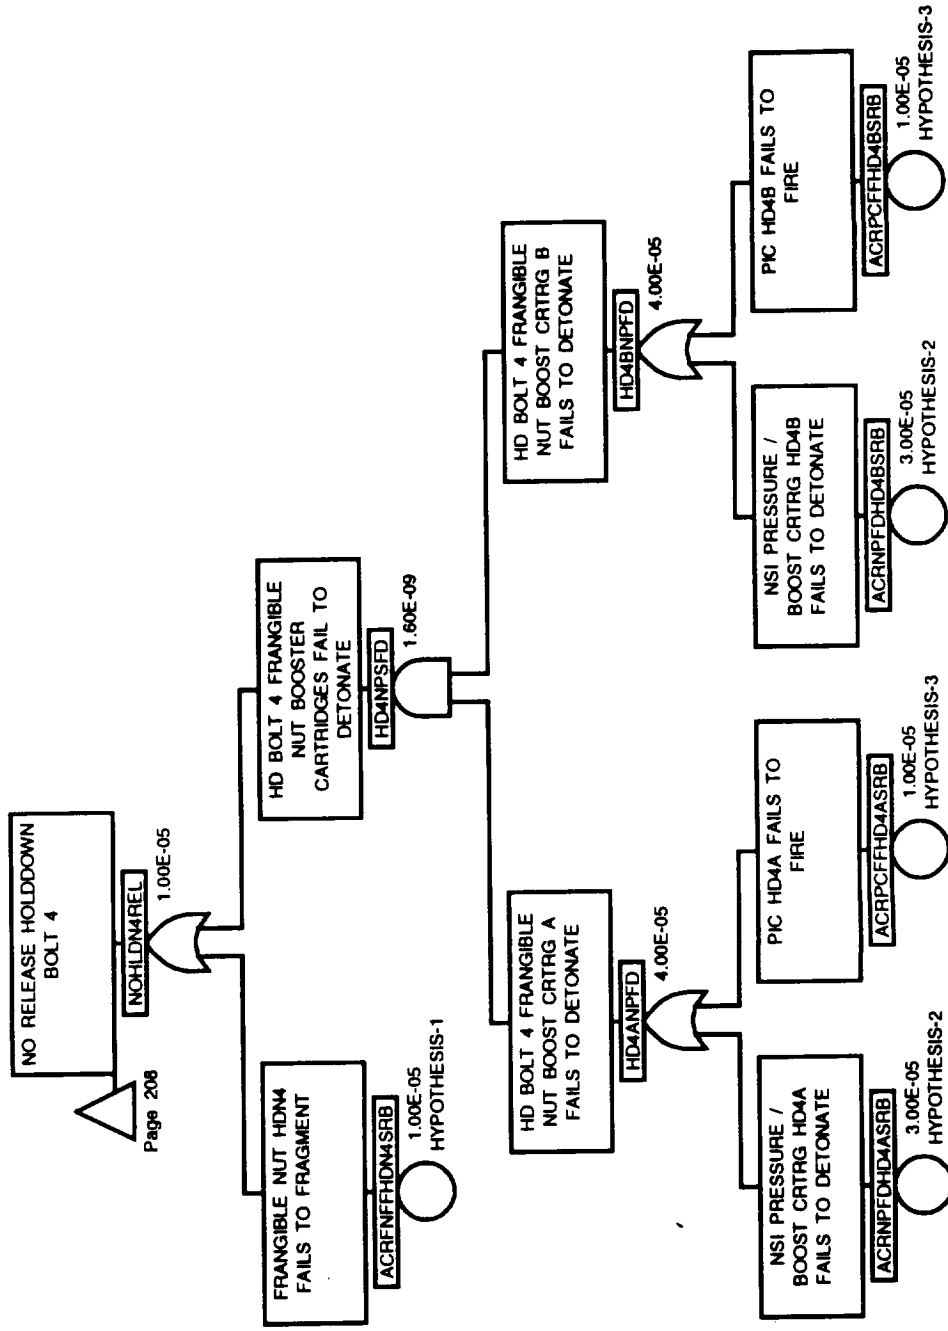 NO RELEASE HOLDDOWN
BOLT 4
Page 208
NOHLDN4REL
1.00E-05
FRANGIBLE NUT HDN4
FAILS TO FRAGMENT
ACRFNFFHDN4SRB
1.00E-05
HYPOTHESIS-1
HD BOLT 4 FRANGIBLE
NUT BOOSTER
CARTRIDGES FAIL TO
DETONATE
HD4NPSFD
1.60E-09
HD BOLT 4 FRANGIBLE
NUT BOOST CRTRG A
FAILS TO DETONATE
HD4ANPFD
4.00E-05
HD BOLT 4 FRANGIBLE
NUT BOOST CRTRG B
FAILS TO DETONATE
HD4BNPFD
4.00E-05
NSI PRESSURE /
BOOST CRTRG HD4A
FAILS TO DETONATE
ACRNPFDHD4ASRB
3.00E-05
HYPOTHESIS-2
PIC HD4A FAILS TO
FIRE
ACRPCFFHD4ASRB
1.00E-05
HYPOTHESIS-3
NSI PRESSURE /
BOOST CRTRG HD4B
FAILS TO DETONATE
ACRNPFDHD4BSRB
3.00E-05
HYPOTHESIS-2
PIC HD4B FAILS TO
FIRE
ACRPCFFHD4BSRB
1.00E-05
HYPOTHESIS-3